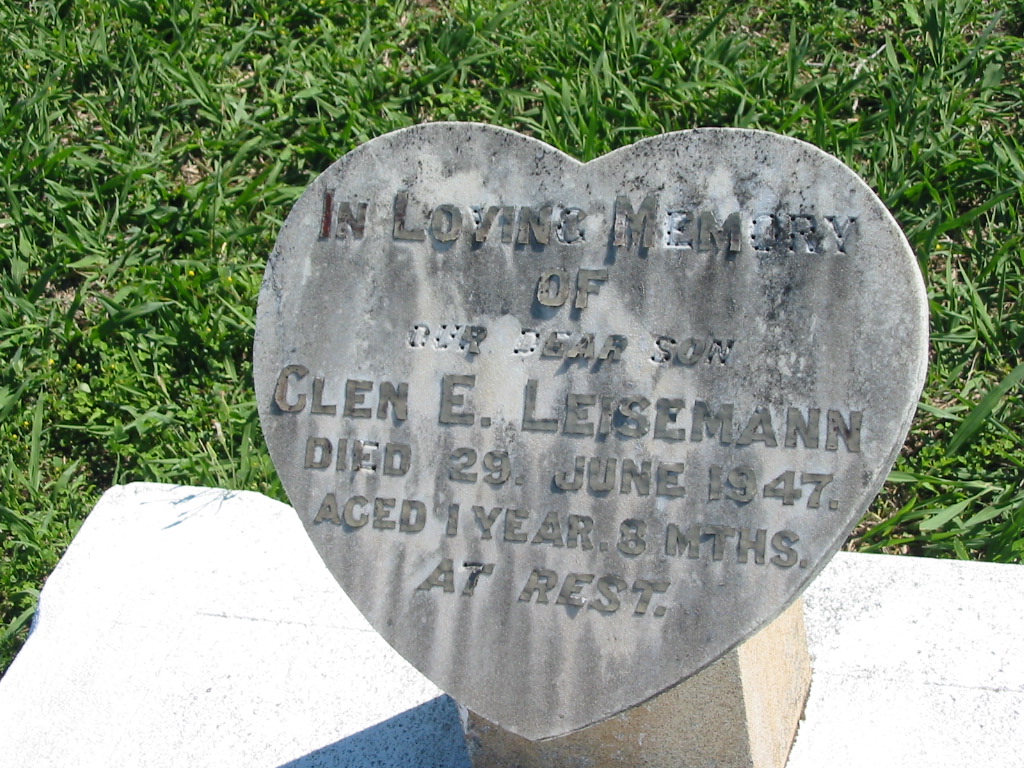 IN LOVING MEMORY
OF
OUR DEAR SON
GLEN E. LEISEMANN
DIED 29. JUNE 1947.
AGED 1 YEAR. 8 MTHS.
AT REST.